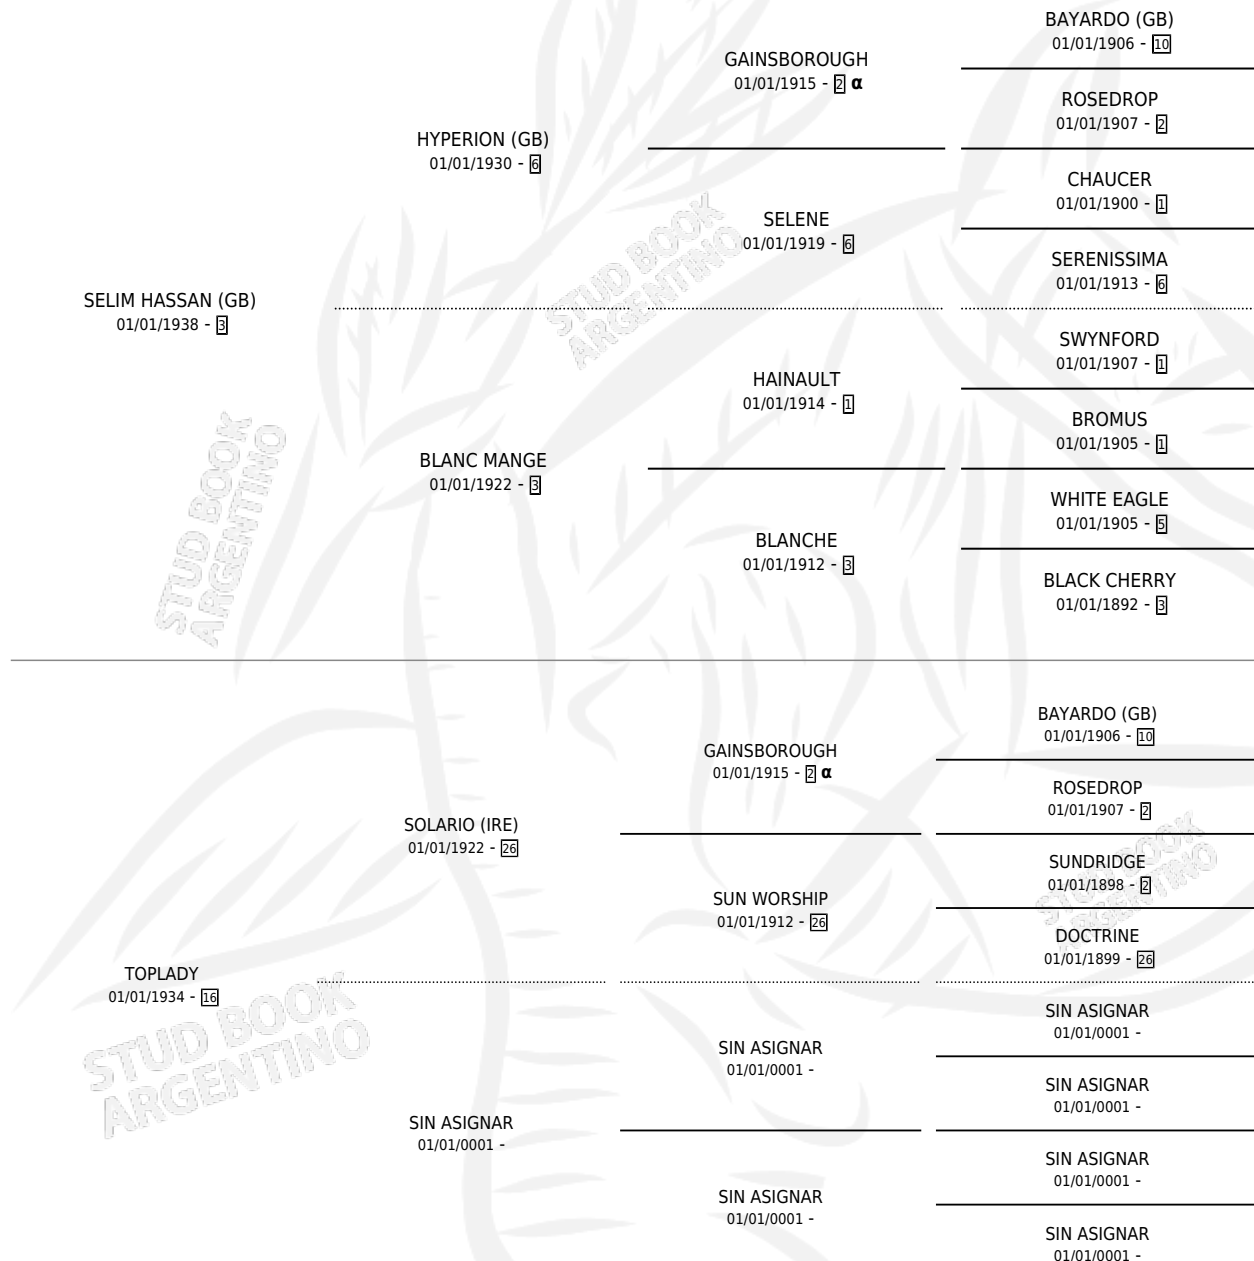 BAYARDO (GB)
01/01/1906 - 10
GAINSBOROUGH
01/01/1915 - 2 α
ROSEDROP
01/01/1907 - 2
HYPERION (GB)
01/01/1930 - 6
CHAUCER
01/01/1900 - 1
SELENE
01/01/1919 - 6
SERENISSIMA
01/01/1913 - 6
SELIM HASSAN (GB)
01/01/1938 - 3
STUD BOOK
ARGENTINO
SWYNFORD
01/01/1907 - 1
HAINAULT
01/01/1914 - 1
BROMUS
01/01/1905 - 1
BLANC MANGE
01/01/1922 - 3
WHITE EAGLE
01/01/1905 - 5
BLANCHE
01/01/1912 - 3
BLACK CHERRY
01/01/1892 - 3
STUD BOOK
ARGENTINO
BAYARDO (GB)
01/01/1906 - 10
GAINSBOROUGH
01/01/1915 - 2 α
ROSEDROP
01/01/1907 - 2
SOLARIO (IRE)
01/01/1922 - 26
SUNDRIDGE
01/01/1898 - 2
STUD BOOK
ARGENTINO
SUN WORSHIP
01/01/1912 - 26
DOCTRINE
01/01/1899 - 26
TOPLADY
01/01/1934 - 16
STUD BOOK
ARGENTINO
SIN ASIGNAR
01/01/0001 -
SIN ASIGNAR
01/01/0001 -
SIN ASIGNAR
01/01/0001 -
SIN ASIGNAR
01/01/0001 -
SIN ASIGNAR
01/01/0001 -
SIN ASIGNAR
01/01/0001 -
SIN ASIGNAR
01/01/0001 -